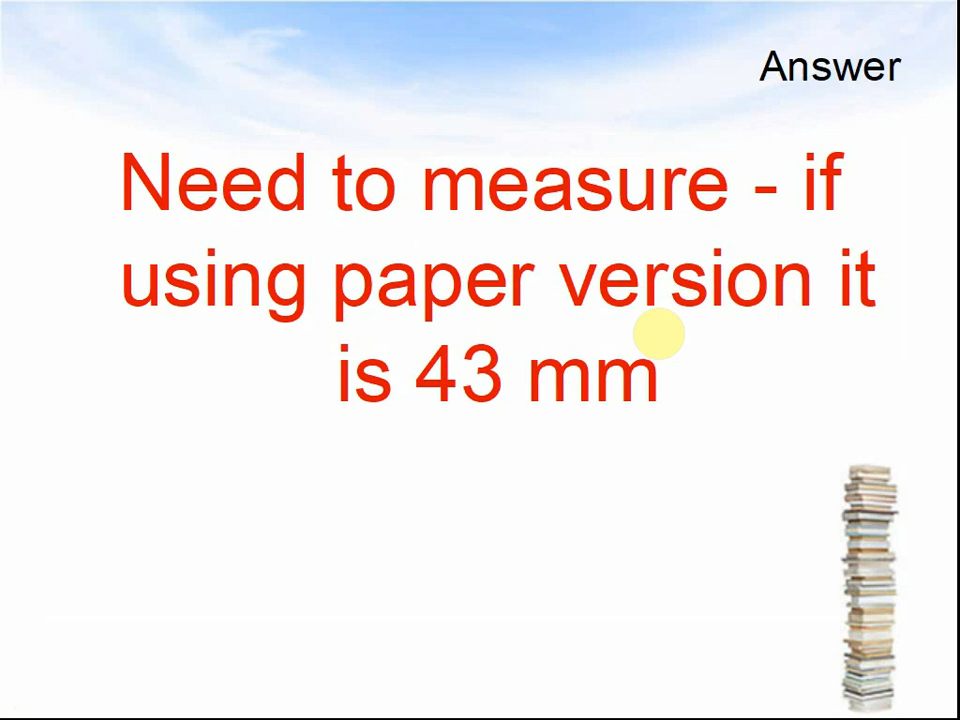 Answer
Need to measure - if
using paper version it
is 43 mm